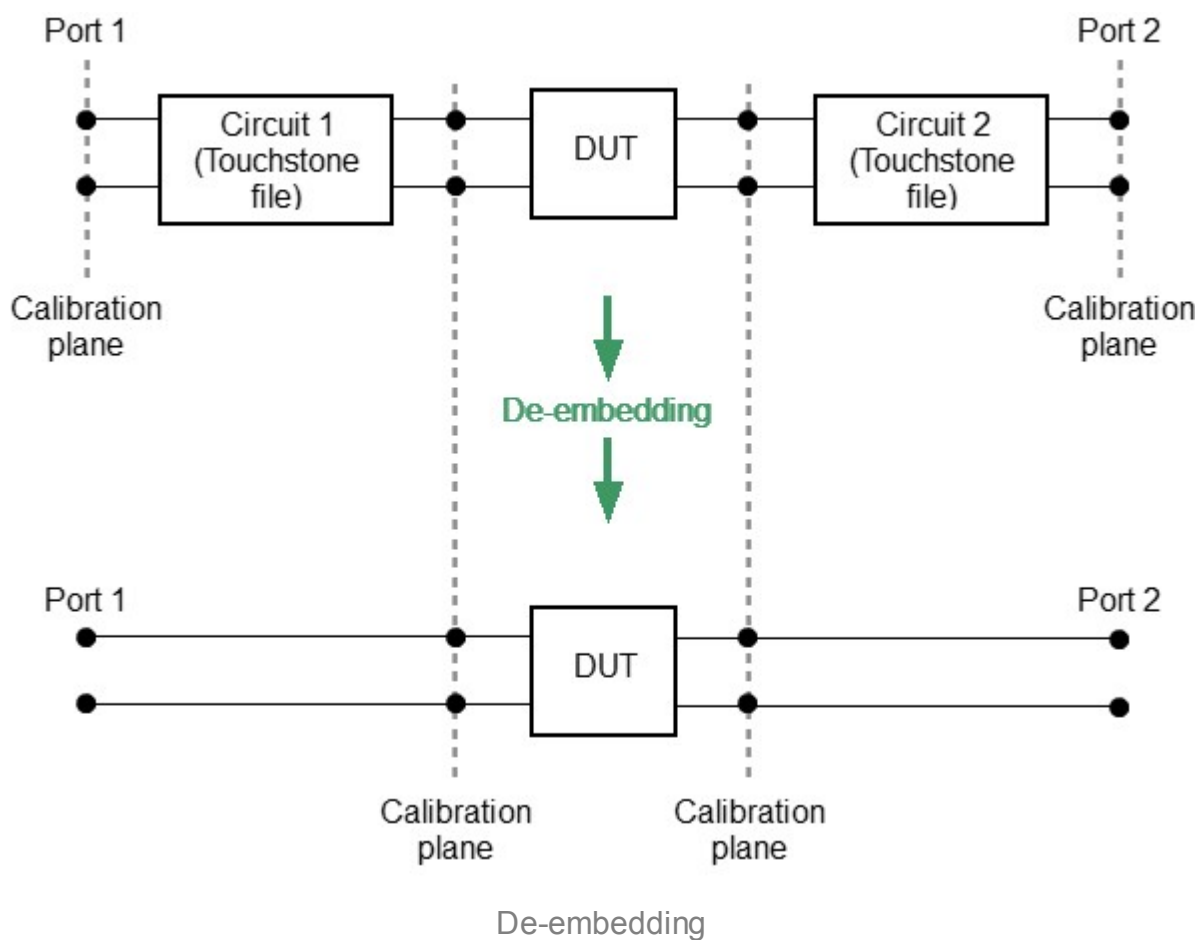 Port 1
Port 2
Circuit 1
(Touchstone
file)
DUT
Circuit 2
(Touchstone
file)
Calibration
plane
Calibration
plane
De-embedding
Port 1
Port 2
DUT
Calibration
plane
Calibration
plane
De-embedding